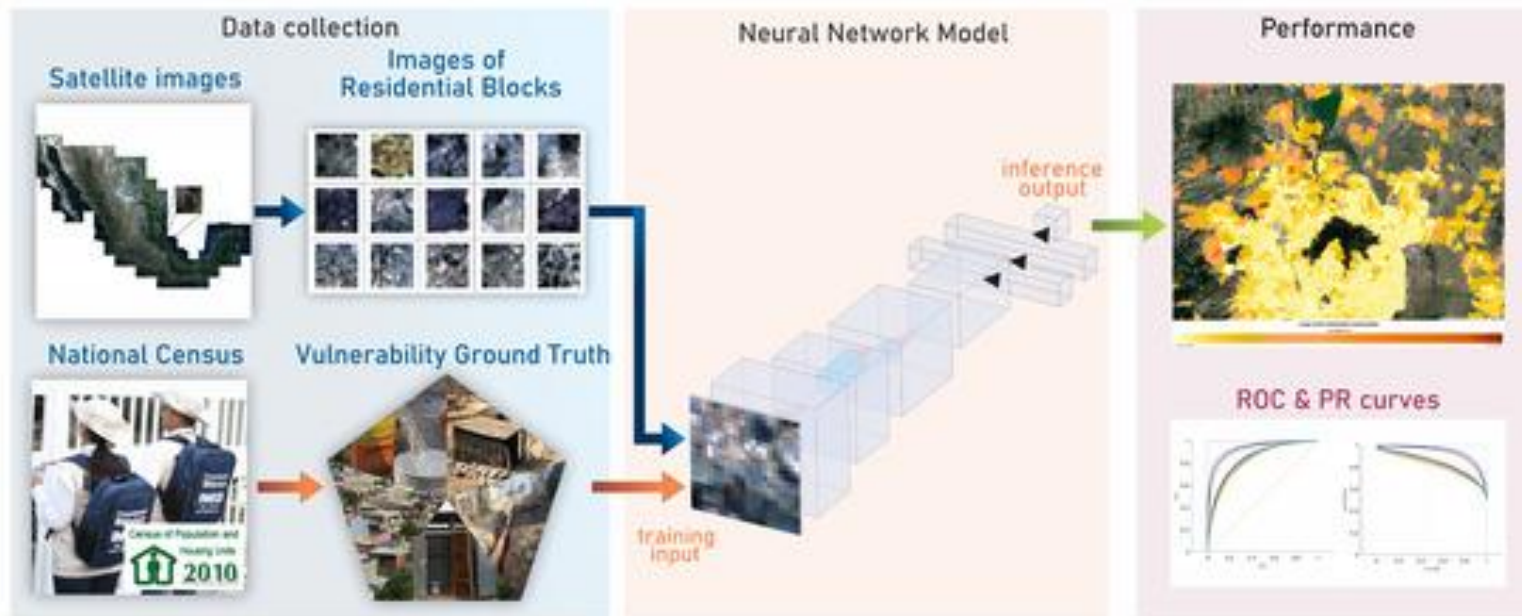 Data collection
Neural Network Model
Performance
Satellite images
Images of
Residential Blocks
inference
output
National Census
Vulnerability Ground Truth
ROC & PR curves
training
input
Census of Population and
Housing Units
2010